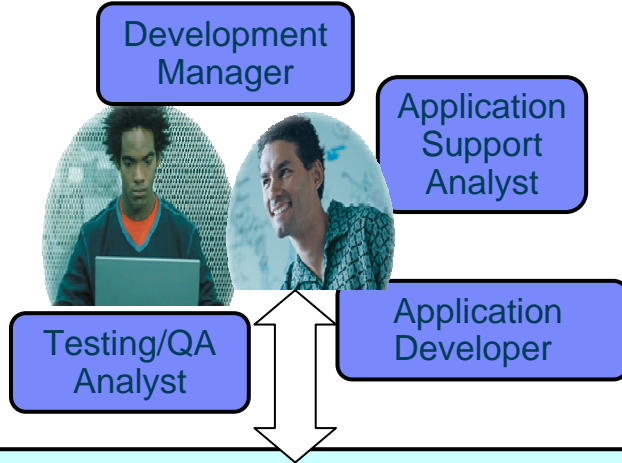 Development
Manager
Application
Support
Analyst
Application
Developer
Testing/QA
Analyst